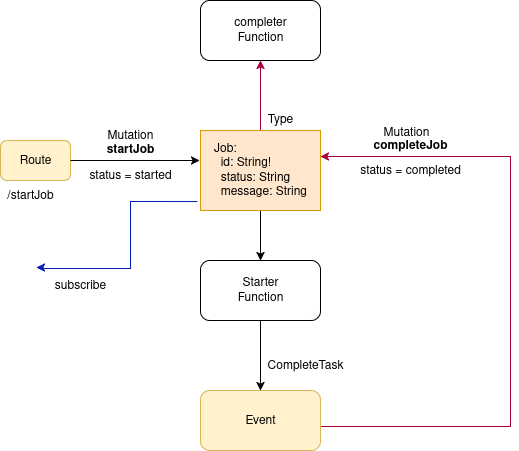 completer
Function
Type
Mutation
startJob
Mutation
completeJob
Route
Job:
id: String!
status: String
message: String
status = started
status = completed
/startJob
subscribe
Starter
Function
CompleteTask
Event